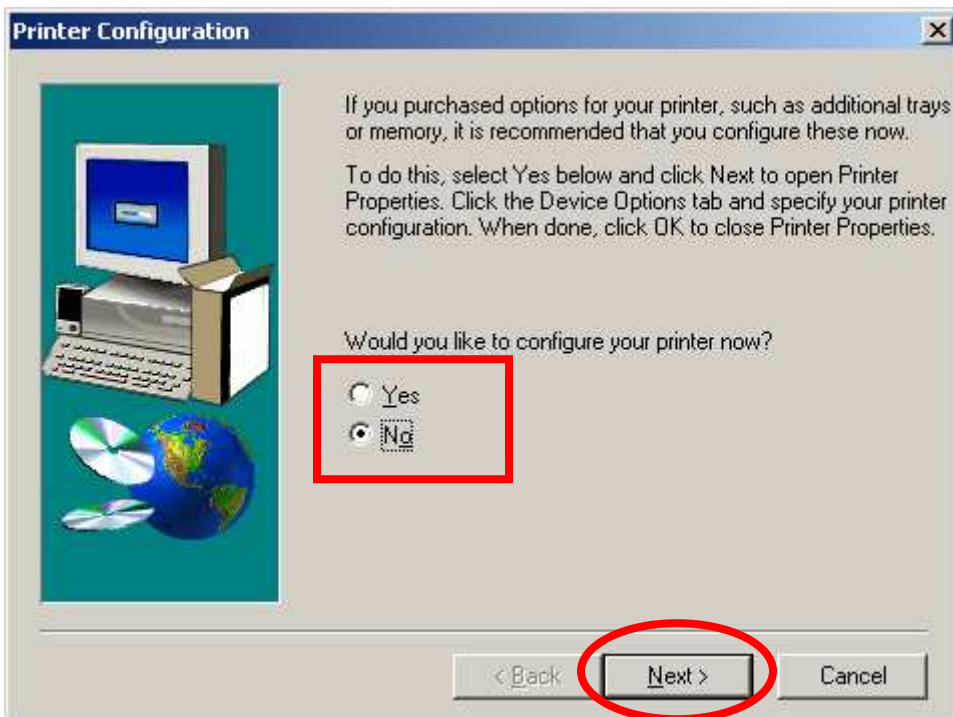 Printer Configuration
If you purchased options for your printer, such as additional trays
or memory, it is recommended that you configure these now.
To do this, select Yes below and click Next to open Printer
Properties. Click the Device Options tab and specify your printer
configuration. When done, click OK to close Printer Properties.
Would you like to configure your printer now?
Yes
No
< Back
Next >
Cancel